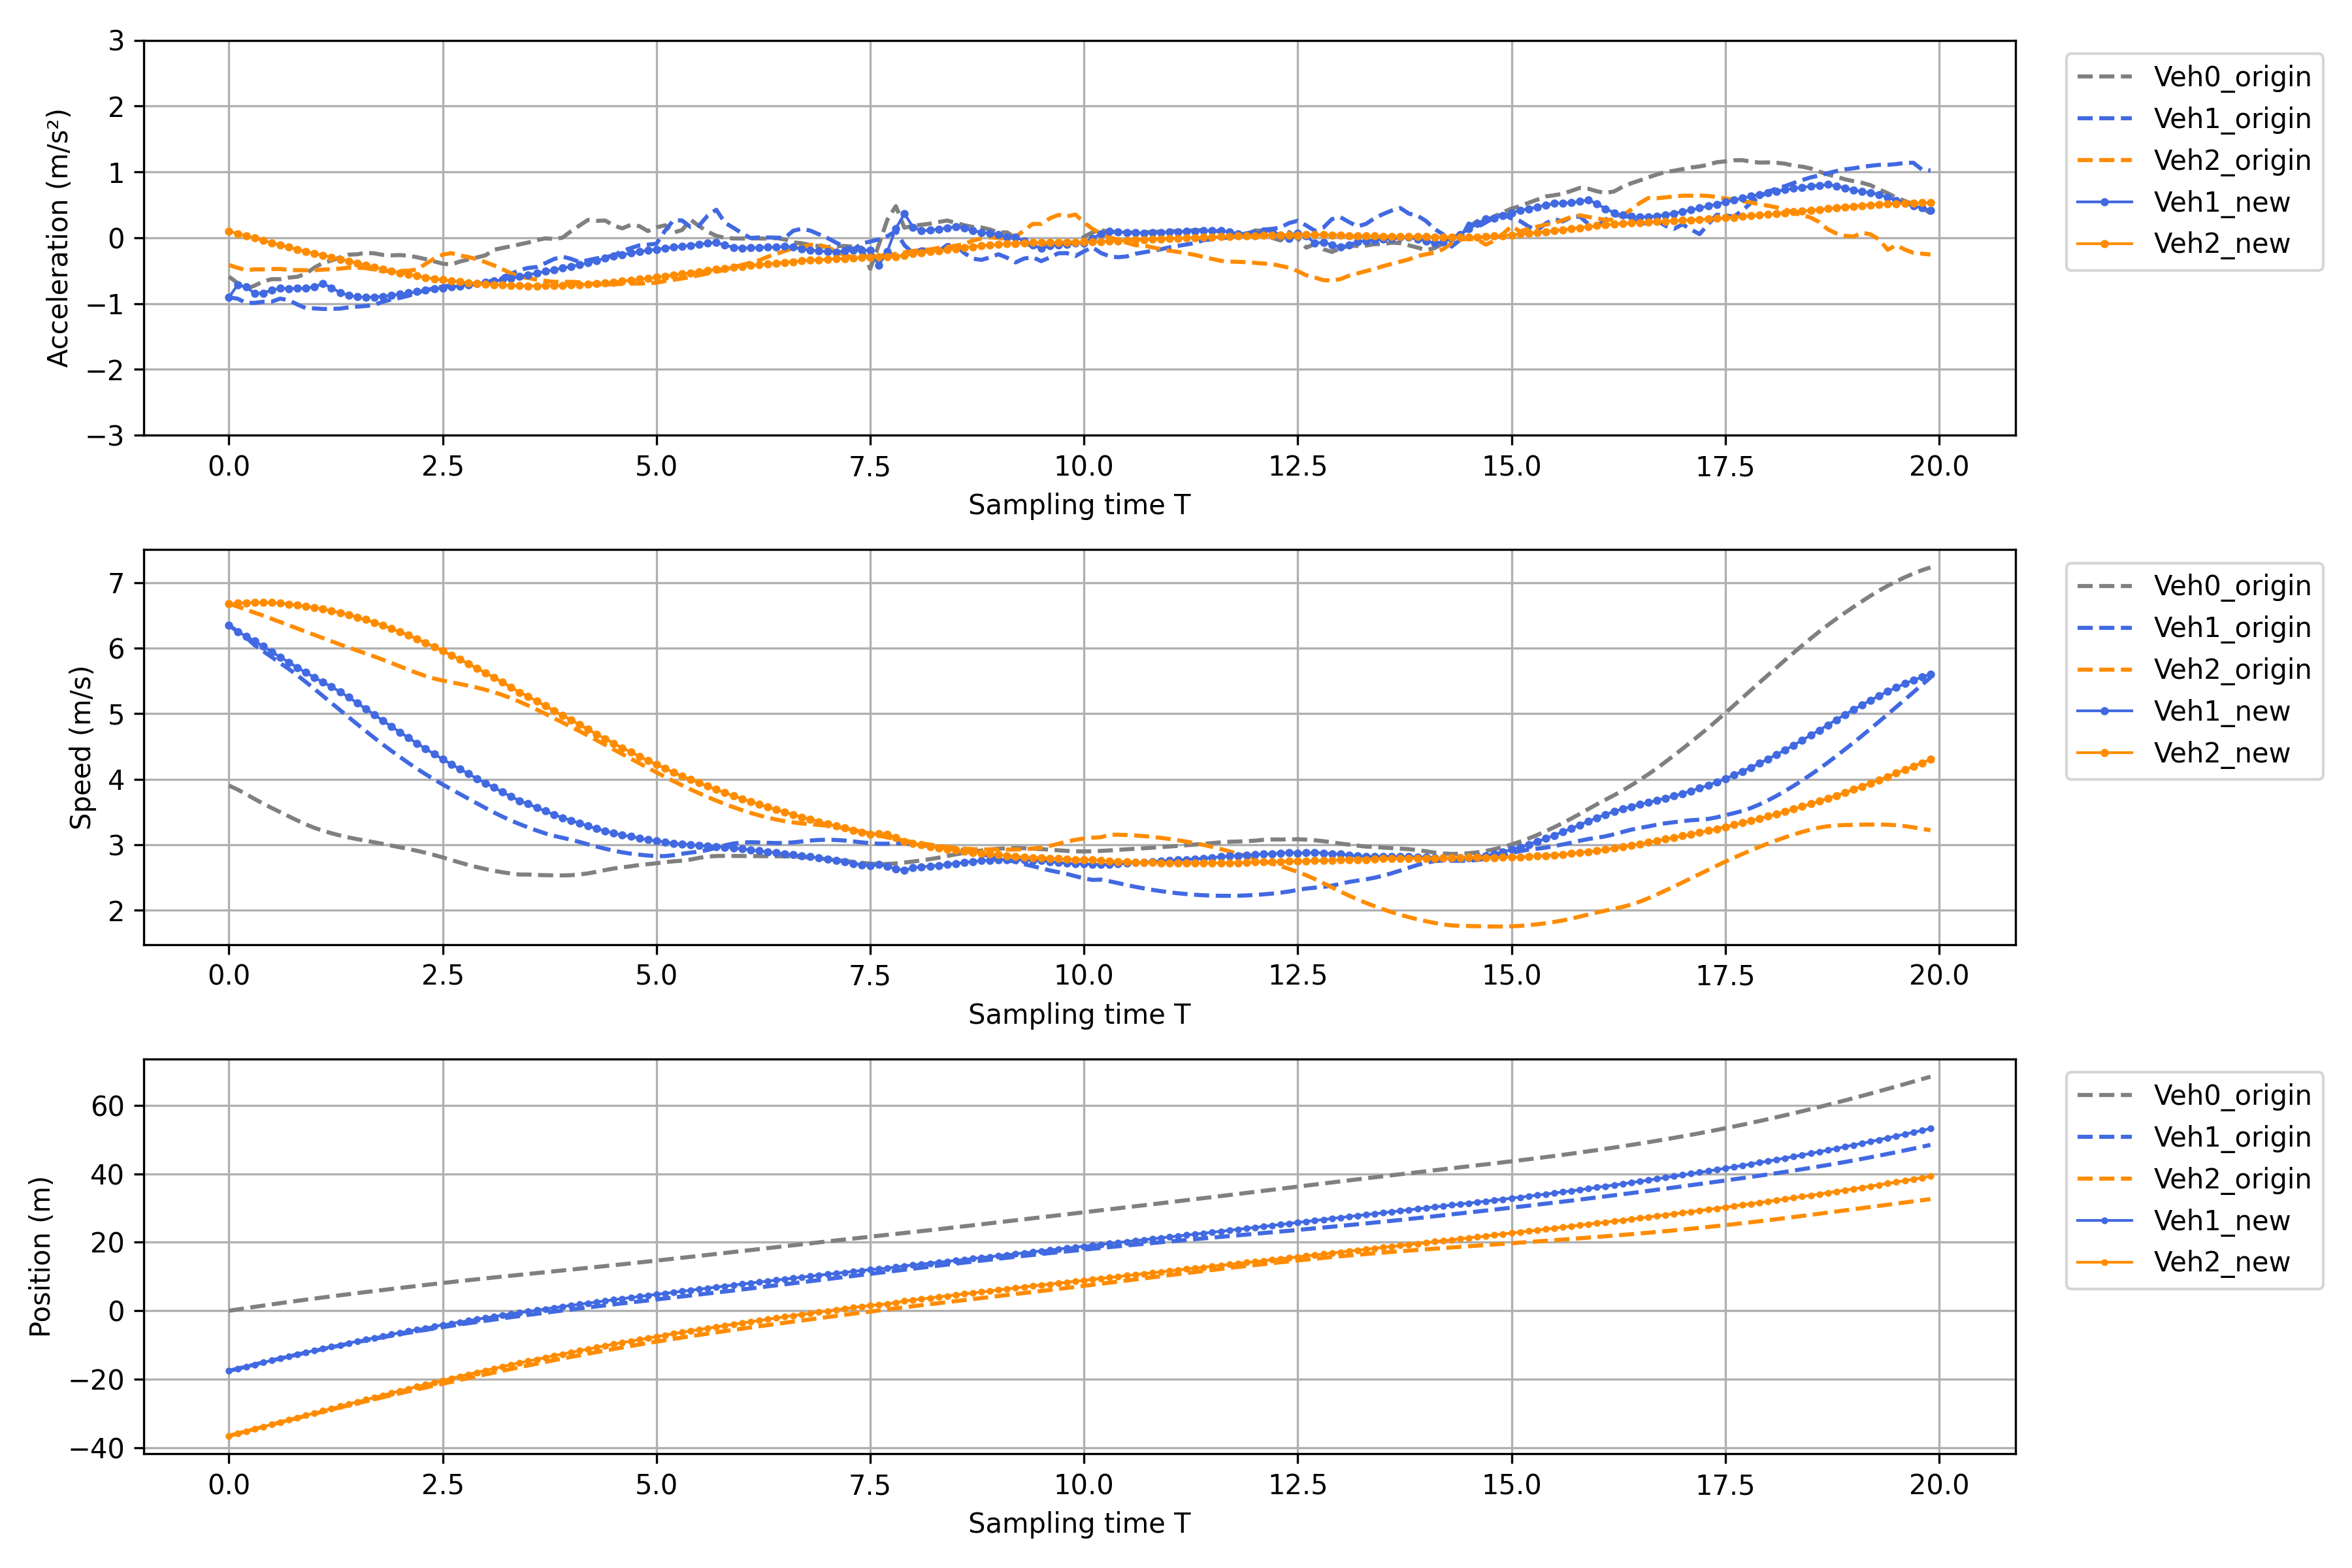 3
2
1
0
−1
−2
−3
Acceleration (m/s²)
0.0 2.5 5.0 7.5 10.0 12.5 15.0 17.5 20.0
Sampling time T
Veh0_origin
Veh1_origin
Veh2_origin
Veh1_new
Veh2_new
7
6
5
4
3
2
Speed (m/s)
0.0 2.5 5.0 7.5 10.0 12.5 15.0 17.5 20.0
Sampling time T
Veh0_origin
Veh1_origin
Veh2_origin
Veh1_new
Veh2_new
60
40
20
0
−20
−40
Position (m)
0.0 2.5 5.0 7.5 10.0 12.5 15.0 17.5 20.0
Sampling time T
Veh0_origin
Veh1_origin
Veh2_origin
Veh1_new
Veh2_new